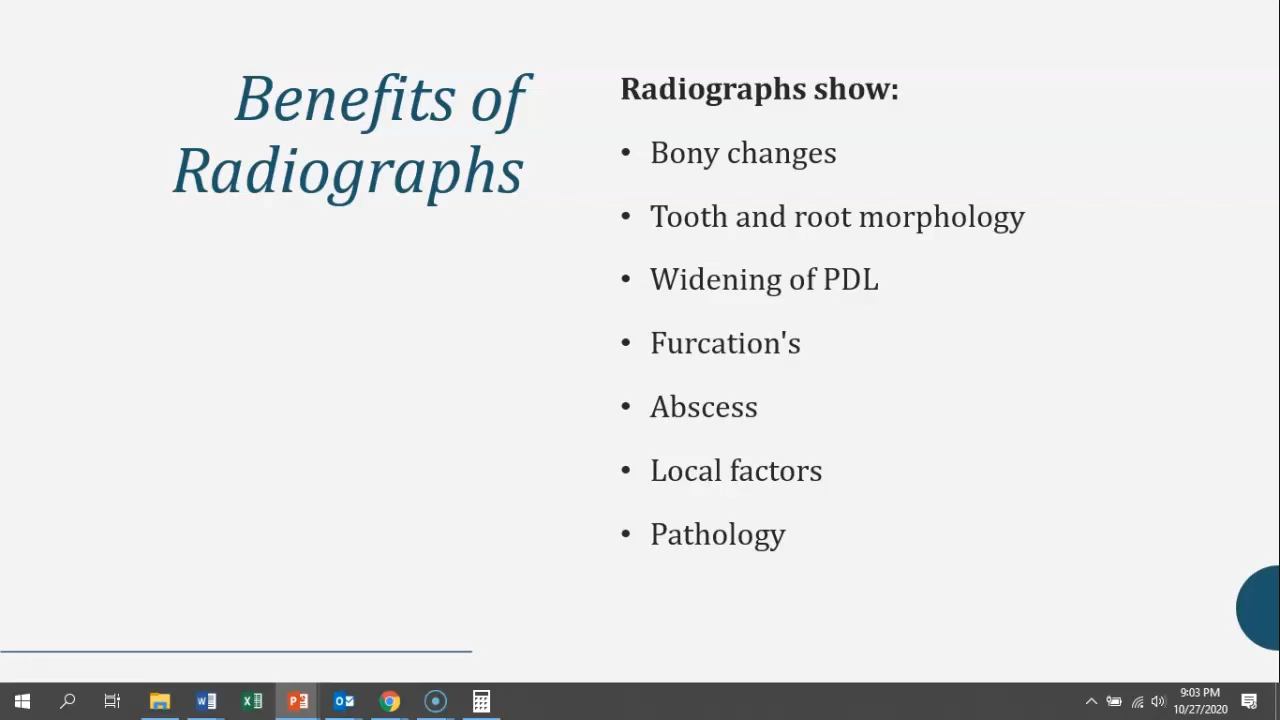 Benefits of
Radiographs
Radiographs show:
• Bony changes
• Tooth and root morphology
• Widening of PDL
• Furcation's
• Abscess
• Local factors
• Pathology
9:03 PM
10/27/2020